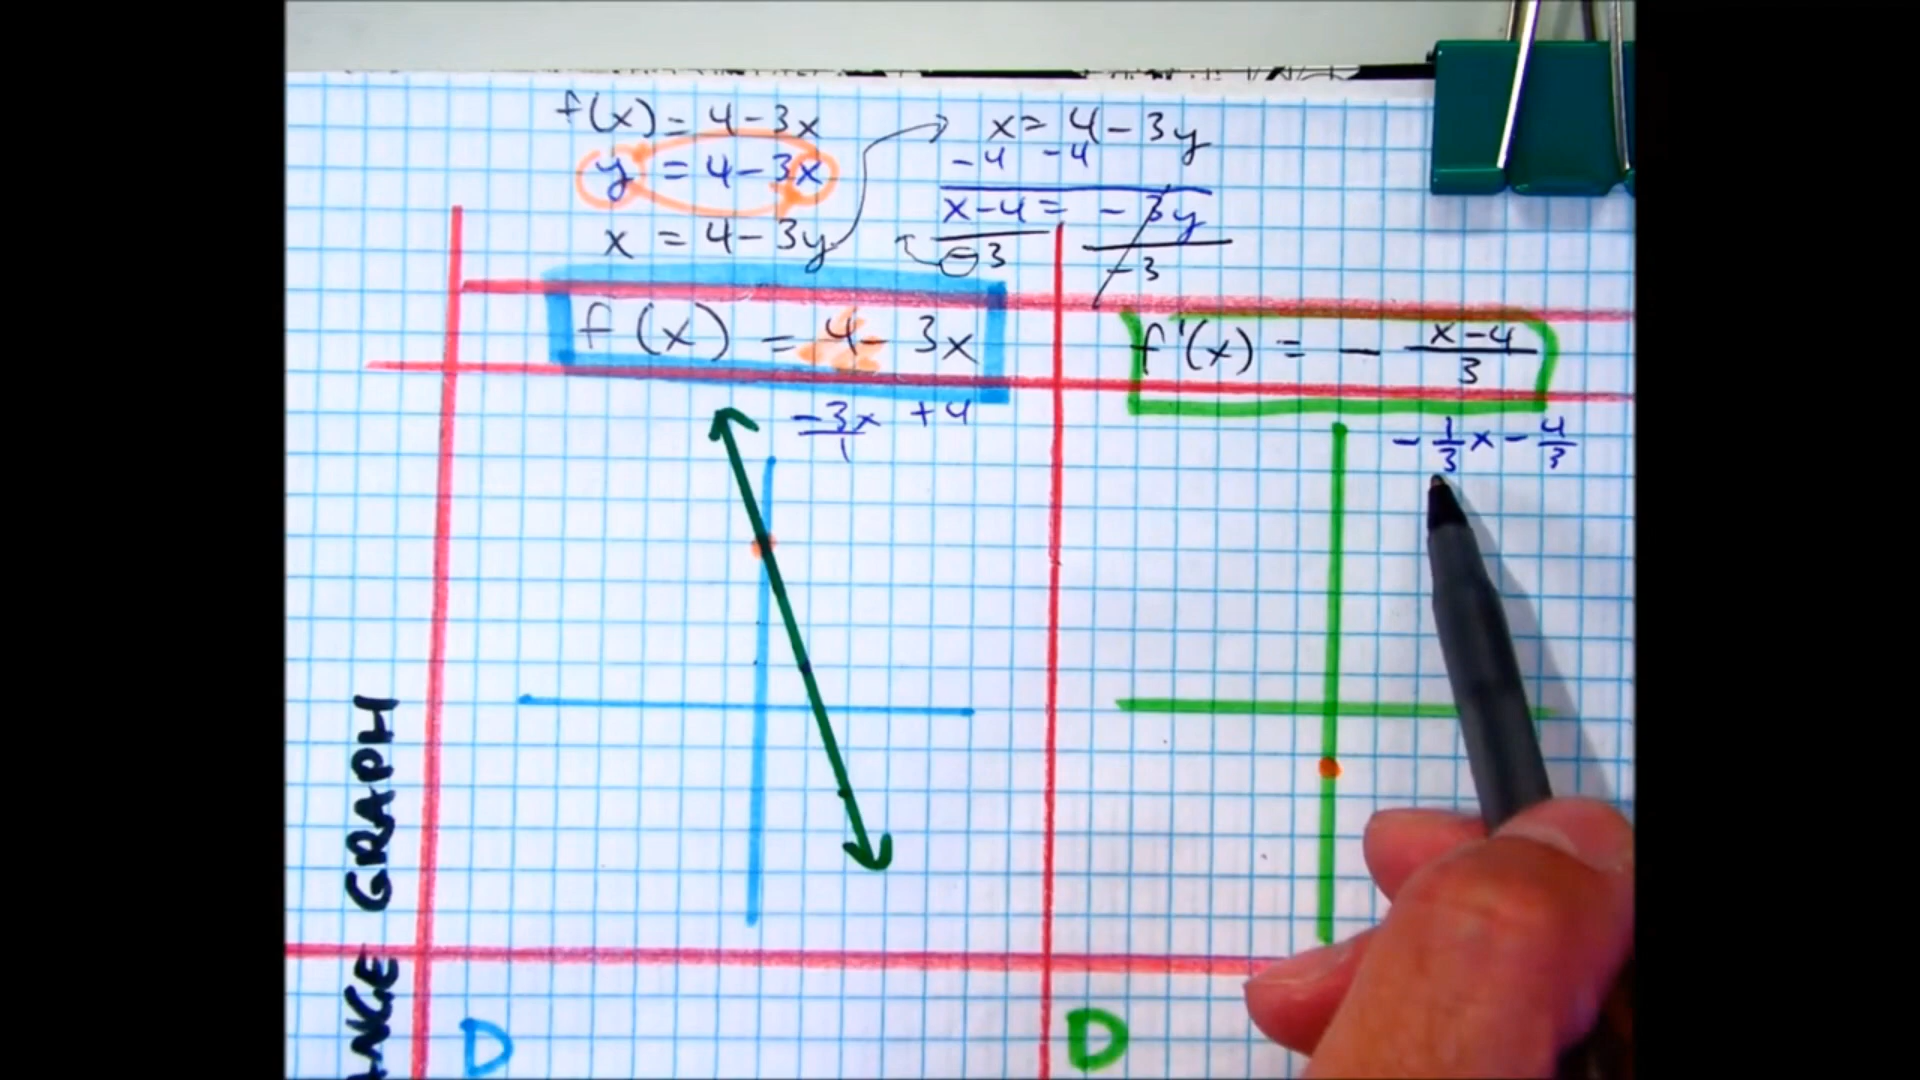 f(x) = 4 - 3x
y = 4 - 3x
x = 4 - 3y
x = 4 - 3y
-4 -4
x - 4 = - 3y
-3 -3
f(x) = 4 - 3x
-3x/1 + 4
f'(x) = - (x-4)/3
- 1/3 x - 4/3
GRAPH
D
D